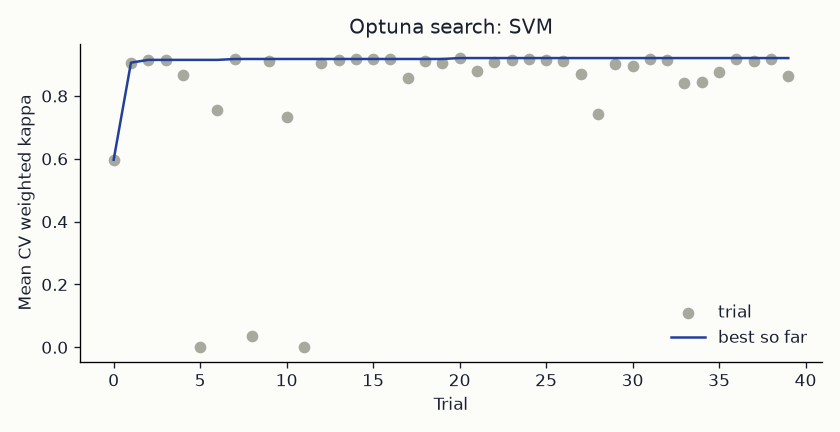 Optuna search: SVM
Mean CV weighted kappa
0.8
0.6
0.4
0.2
0.0
trial
best so far
0 5 10 15 20 25 30 35 40
Trial